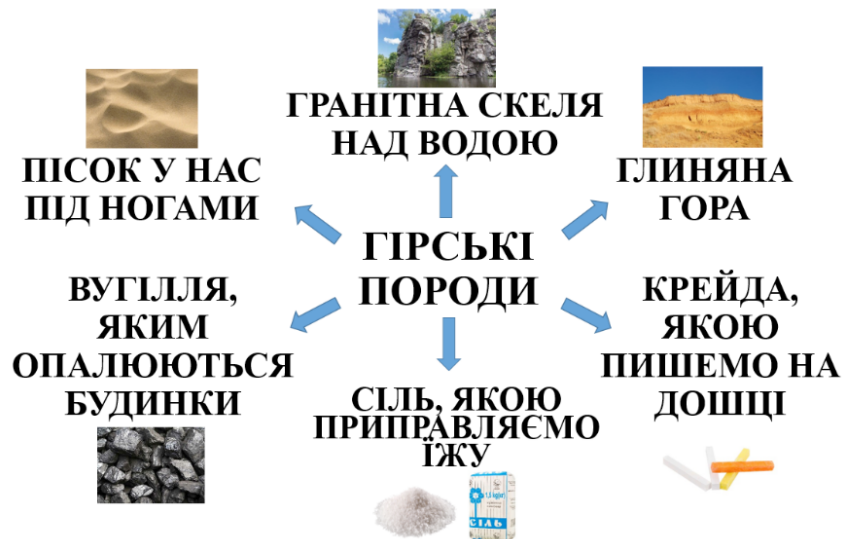 ГРАНІТНА СКЕЛЯ
НАД ВОДОЮ
ПІСОК У НАС
ПІД НОГАМИ
ГЛИНЯНА
ГОРА
ГІРСЬКІ
ПОРОДИ
ВУГІЛЛЯ,
ЯКИМ
ОПАЛЮЮТЬСЯ
БУДИНКИ
СІЛЬ, ЯКОЮ
ПРИПРАВЛЯЄМО
ЇЖУ
КРЕЙДА,
ЯКОЮ
ПИШЕМО НА
ДОШЦІ
СІЛЬ